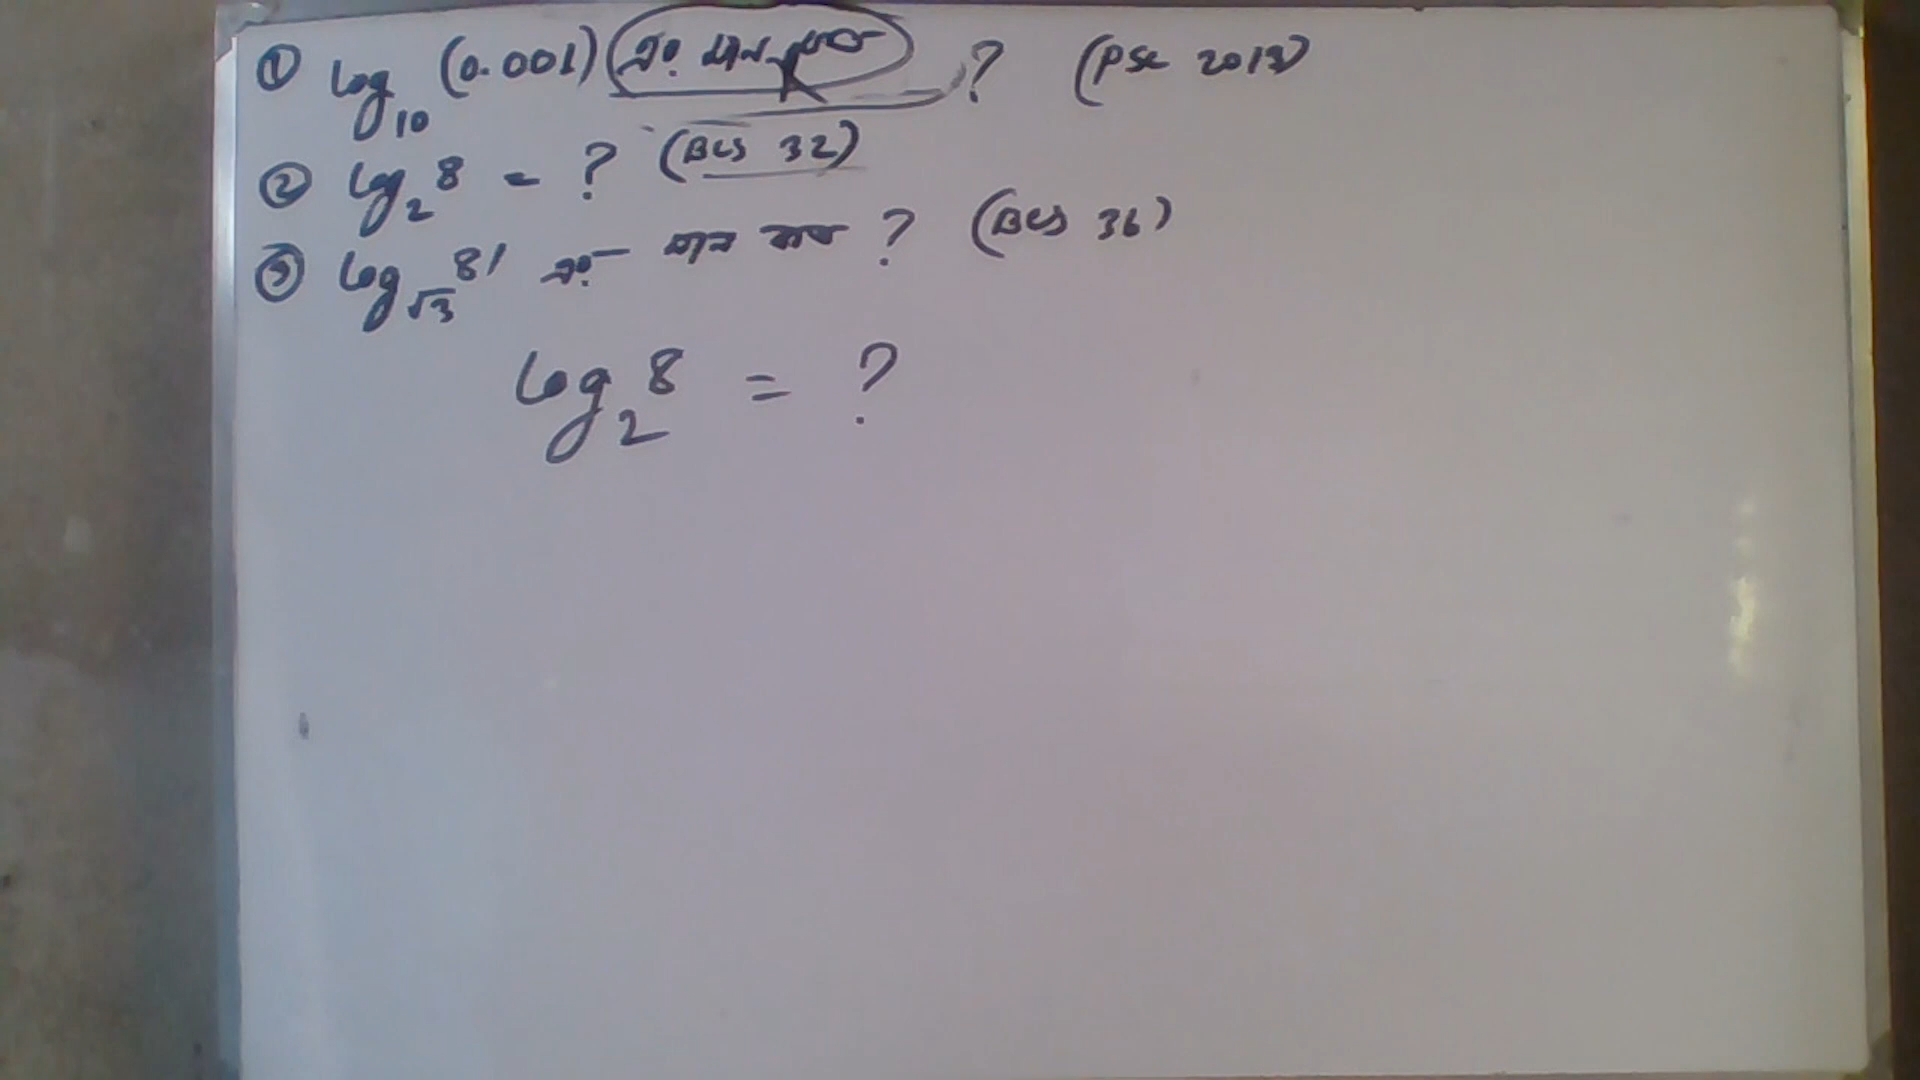 ① log₁₀ (0.001) এর মান কত ? (PSC 2013)
② log₂ 8 = ? (BCS 32)
③ log√3 81 এর মান কত ? (BCS 36)
log₂ 8 = ?